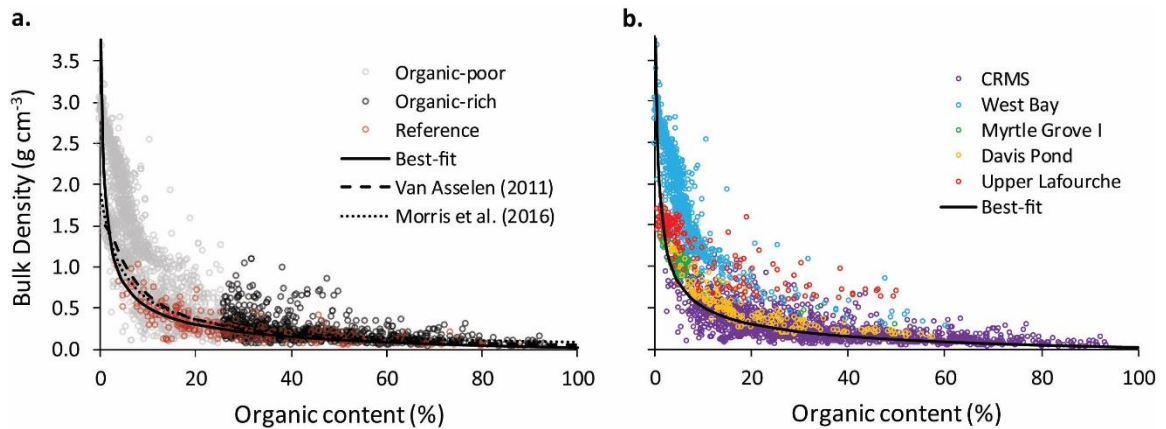 a.
Bulk Density (g cm⁻³)
3.5
3.0
2.5
2.0
1.5
1.0
0.5
0.0
0 20 40 60 80 100
Organic content (%)
Organic-poor
Organic-rich
Reference
Best-fit
Van Asselen (2011)
Morris et al. (2016)
b.
0 10 20 40 60 80 100
Organic content (%)
CRMS
West Bay
Myrtle Grove I
Davis Pond
Upper Lafourche
Best-fit